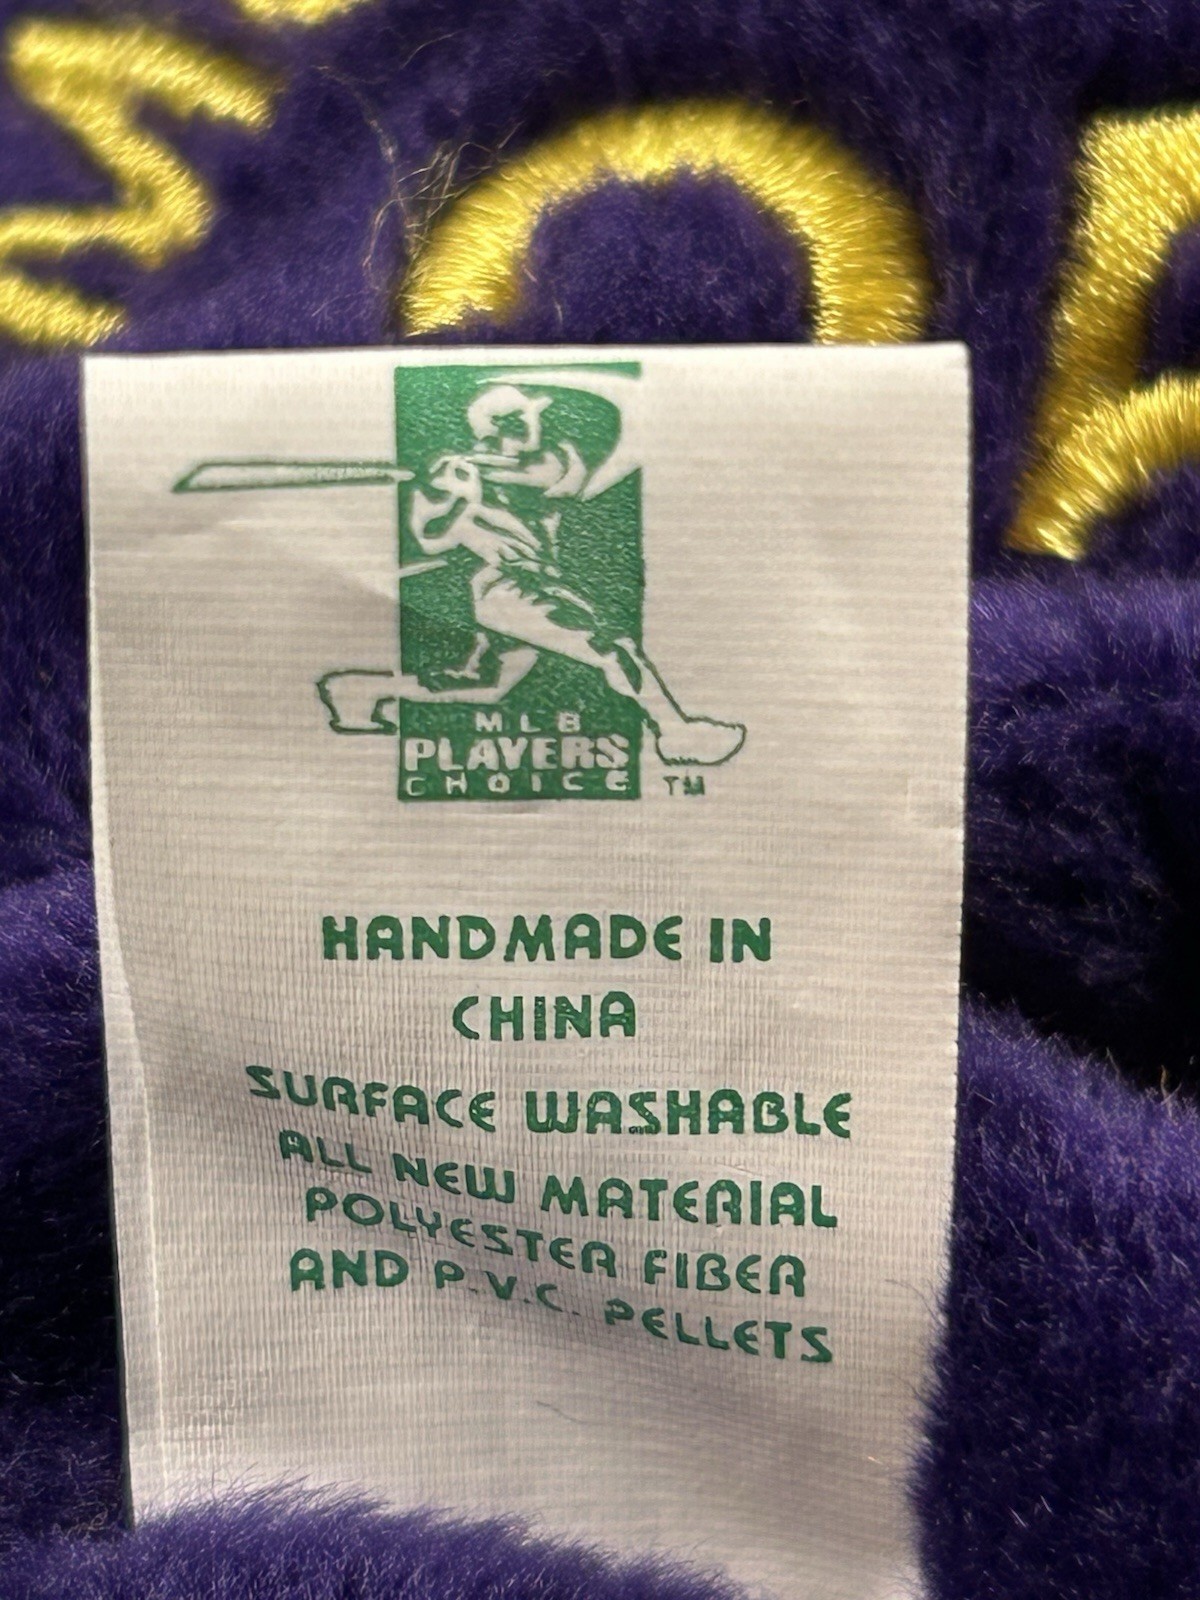 MLB
PLAYERS
CHOICE TM
HANDMADE IN
CHINA
SURFACE WASHABLE
ALL NEW MATERIAL
POLYESTER FIBER
AND P.V.C. PELLETS